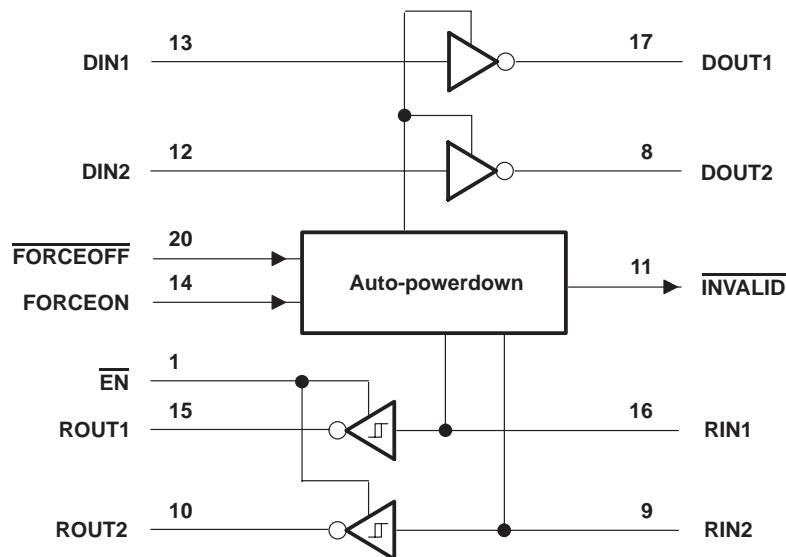 DIN1 13 17 DOUT1
DIN2 12 8 DOUT2
FORCEOFF 20
Auto-powerdown 11 INVALID
FORCEON 14
EN 1
ROUT1 15 16 RIN1
ROUT2 10 9 RIN2